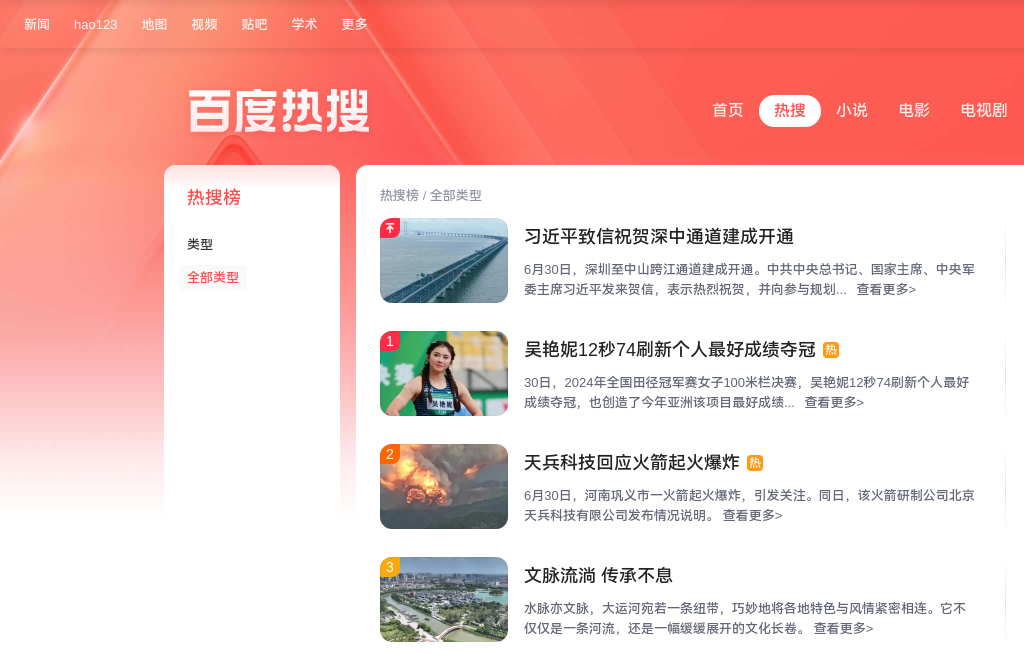 新闻 hao123 地图 视频 贴吧 学术 更多
百度热搜
首页 热搜 小说 电影 电视剧
热搜榜
类型
全部类型
热搜榜 / 全部类型
习近平致信祝贺深中通道建成开通
6月30日，深圳至中山跨江通道建成开通。中共中央总书记、国家主席、中央军
委主席习近平发来贺信，表示热烈祝贺，并向参与规划... 查看更多>
1
吴艳妮12秒74刷新个人最好成绩夺冠 热
30日，2024年全国田径冠军赛女子100米栏决赛，吴艳妮12秒74刷新个人最好
成绩夺冠，也创造了今年亚洲该项目最好成绩... 查看更多>
决赛
吴艳妮
2
天兵科技回应火箭起火爆炸 热
6月30日，河南巩义市一火箭起火爆炸，引发关注。同日，该火箭研制公司北京
天兵科技有限公司发布情况说明。 查看更多>
3
文脉流淌 传承不息
水脉亦文脉，大运河宛若一条纽带，巧妙地将各地特色与风情紧密相连。它不
仅仅是一条河流，还是一幅缓缓展开的文化长卷。 查看更多>